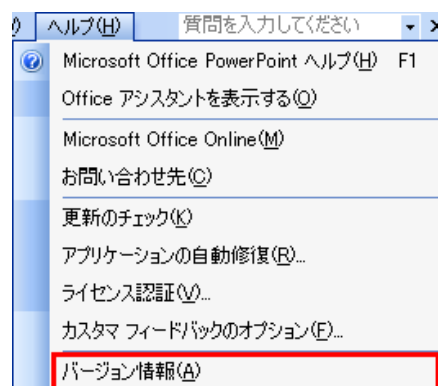 ) ヘルプ(H) 質問を入力してください
Microsoft Office PowerPoint ヘルプ(H) F1
Office アシスタントを表示する(O)
Microsoft Office Online(M)
お問い合わせ先(C)
更新のチェック(K)
アプリケーションの自動修復(R)...
ライセンス認証(V)...
カスタマ フィードバックのオプション(F)...
バージョン情報(A)